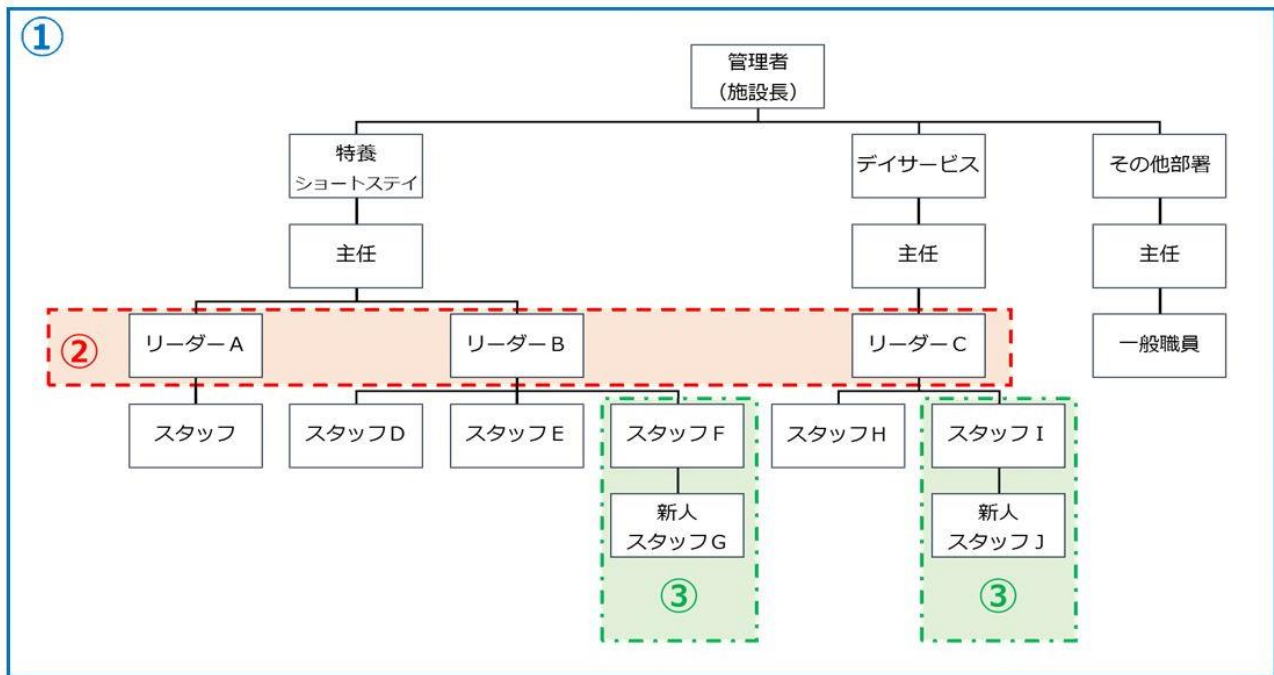 ①
管理者
（施設長）
特養
ショートステイ
デイサービス
その他部署
主任
主任
主任
②
リーダーA
リーダーB
リーダーC
一般職員
スタッフ
スタッフD
スタッフE
スタッフF
スタッフH
スタッフI
新人
スタッフG
新人
スタッフJ
③
③